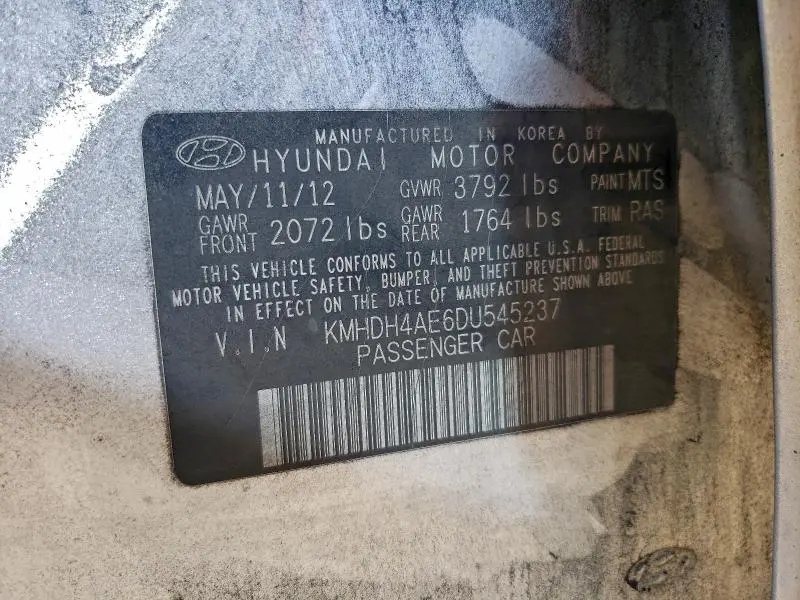 MANUFACTURED IN KOREA BY
HYUNDAI MOTOR COMPANY
MAY/11/12 GVWR 3792 lbs PAINT MTS
GAWR FRONT 2072 lbs GAWR REAR 1764 lbs TRIM RAS
THIS VEHICLE CONFORMS TO ALL APPLICABLE U.S.A. FEDERAL
MOTOR VEHICLE SAFETY, BUMPER, AND THEFT PREVENTION STANDARDS
IN EFFECT ON THE DATE OF MANUFACTURE SHOWN ABOVE
V.I.N KMHDH4AE6DU545237
PASSENGER CAR